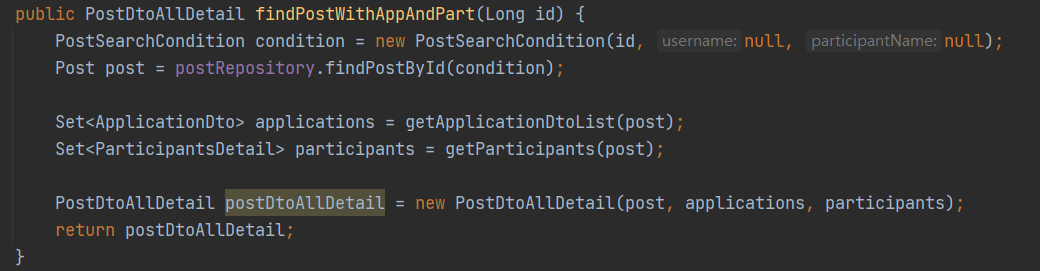 public PostDtoAllDetail findPostWithAppAndPart(Long id) {
PostSearchCondition condition = new PostSearchCondition(id, username: null, participantName: null);
Post post = postRepository.findPostById(condition);
Set<ApplicationDto> applications = getApplicationDtoList(post);
Set<ParticipantsDetail> participants = getParticipants(post);
PostDtoAllDetail postDtoAllDetail = new PostDtoAllDetail(post, applications, participants);
return postDtoAllDetail;
}